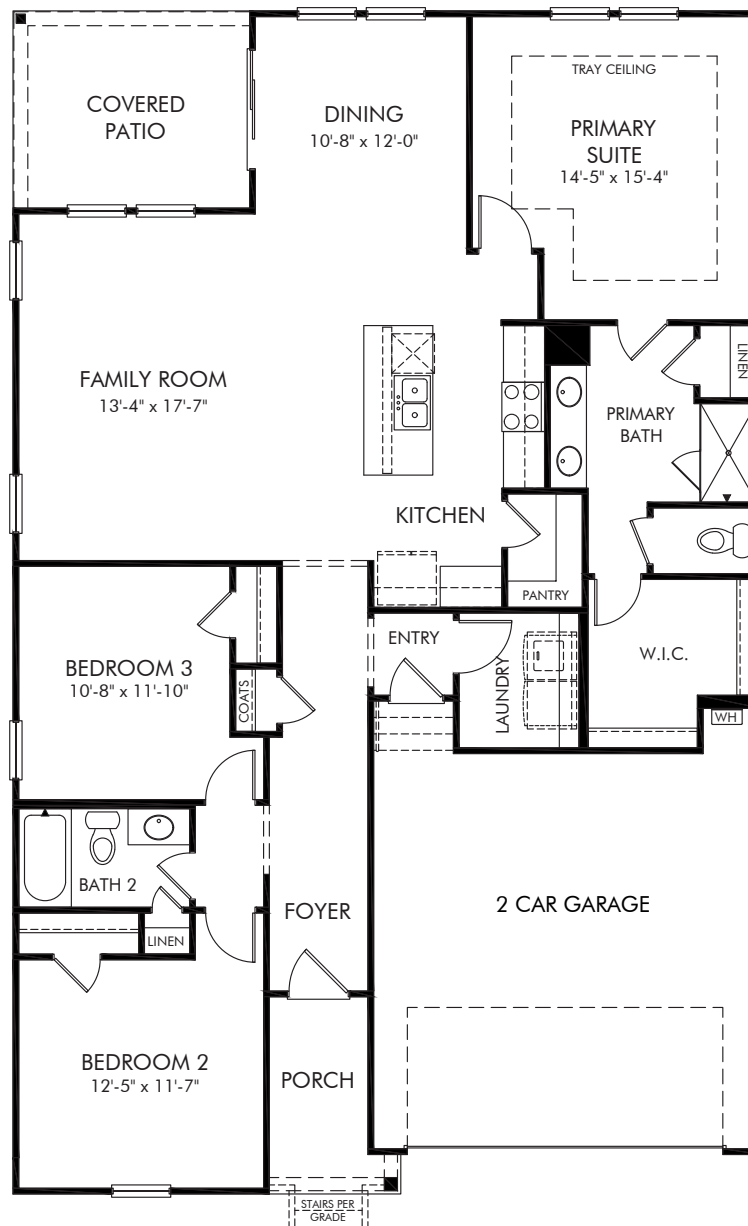 TRAY CEILING
COVERED
PATIO
DINING
10'-8" x 12'-0"
PRIMARY
SUITE
14'-5" x 15'-4"
FAMILY ROOM
13'-4" x 17'-7"
LINEN
PRIMARY
BATH
KITCHEN
PANTRY
ENTRY
LAUNDRY
W.I.C.
BEDROOM 3
10'-8" x 11'-10"
COATS
WH
BATH 2
LINEN
FOYER
2 CAR GARAGE
BEDROOM 2
12'-5" x 11'-7"
PORCH
STAIRS PER
GRADE